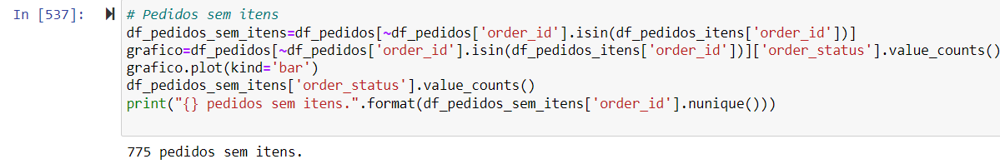 In [537]:
# Pedidos sem itens
df_pedidos_sem_itens=df_pedidos[~df_pedidos['order_id'].isin(df_pedidos_itens['order_id'])]
grafico=df_pedidos[~df_pedidos['order_id'].isin(df_pedidos_itens['order_id'])]['order_status'].value_counts()
grafico.plot(kind='bar')
df_pedidos_sem_itens['order_status'].value_counts()
print("{} pedidos sem itens.".format(df_pedidos_sem_itens['order_id'].nunique()))
775 pedidos sem itens.